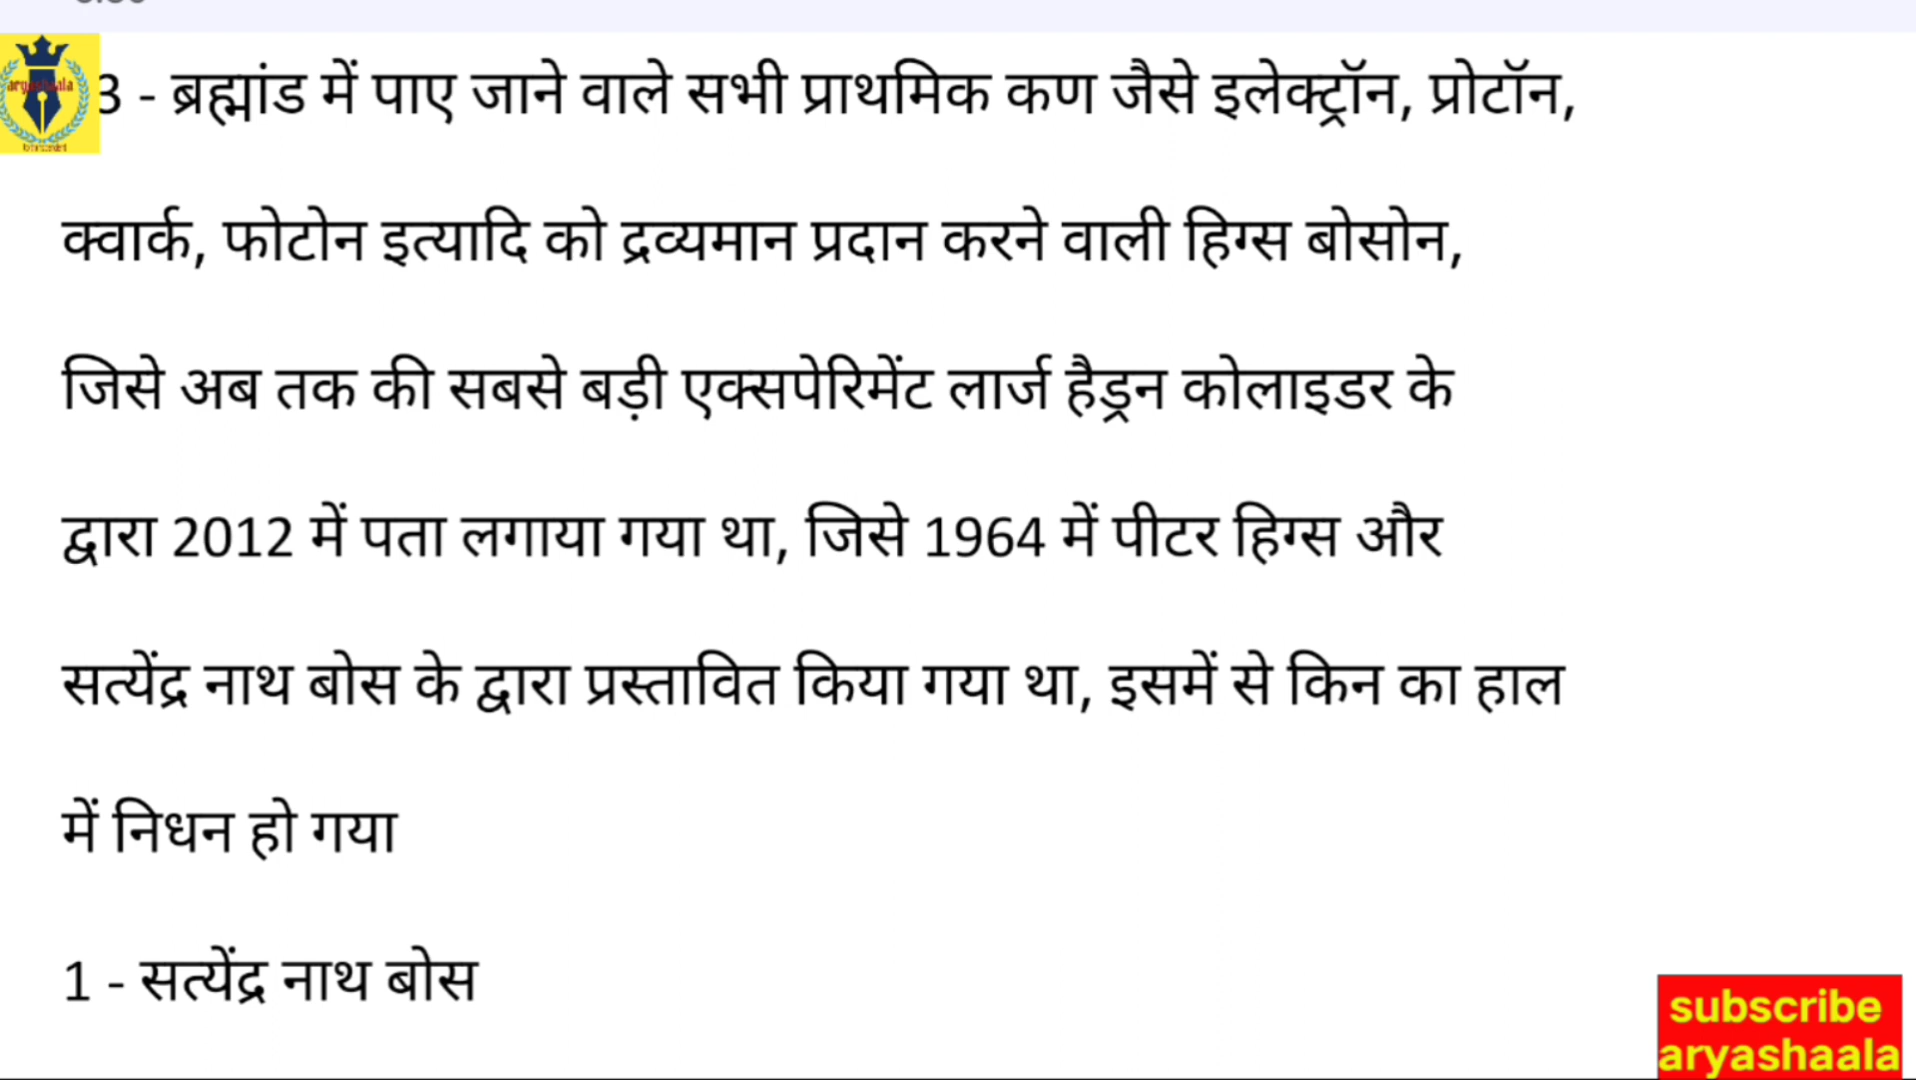 3 - ब्रह्मांड में पाए जाने वाले सभी प्राथमिक कण जैसे इलेक्ट्रॉन, प्रोटॉन,
क्वार्क, फोटोन इत्यादि को द्रव्यमान प्रदान करने वाली हिग्स बोसोन,
जिसे अब तक की सबसे बड़ी एक्सपेरिमेंट लार्ज हैड्रन कोलाइडर के
द्वारा 2012 में पता लगाया गया था, जिसे 1964 में पीटर हिग्स और
सत्येंद्र नाथ बोस के द्वारा प्रस्तावित किया गया था, इसमें से किन का हाल
में निधन हो गया
1 - सत्येंद्र नाथ बोस
aryashaala
subscribe
aryashaala